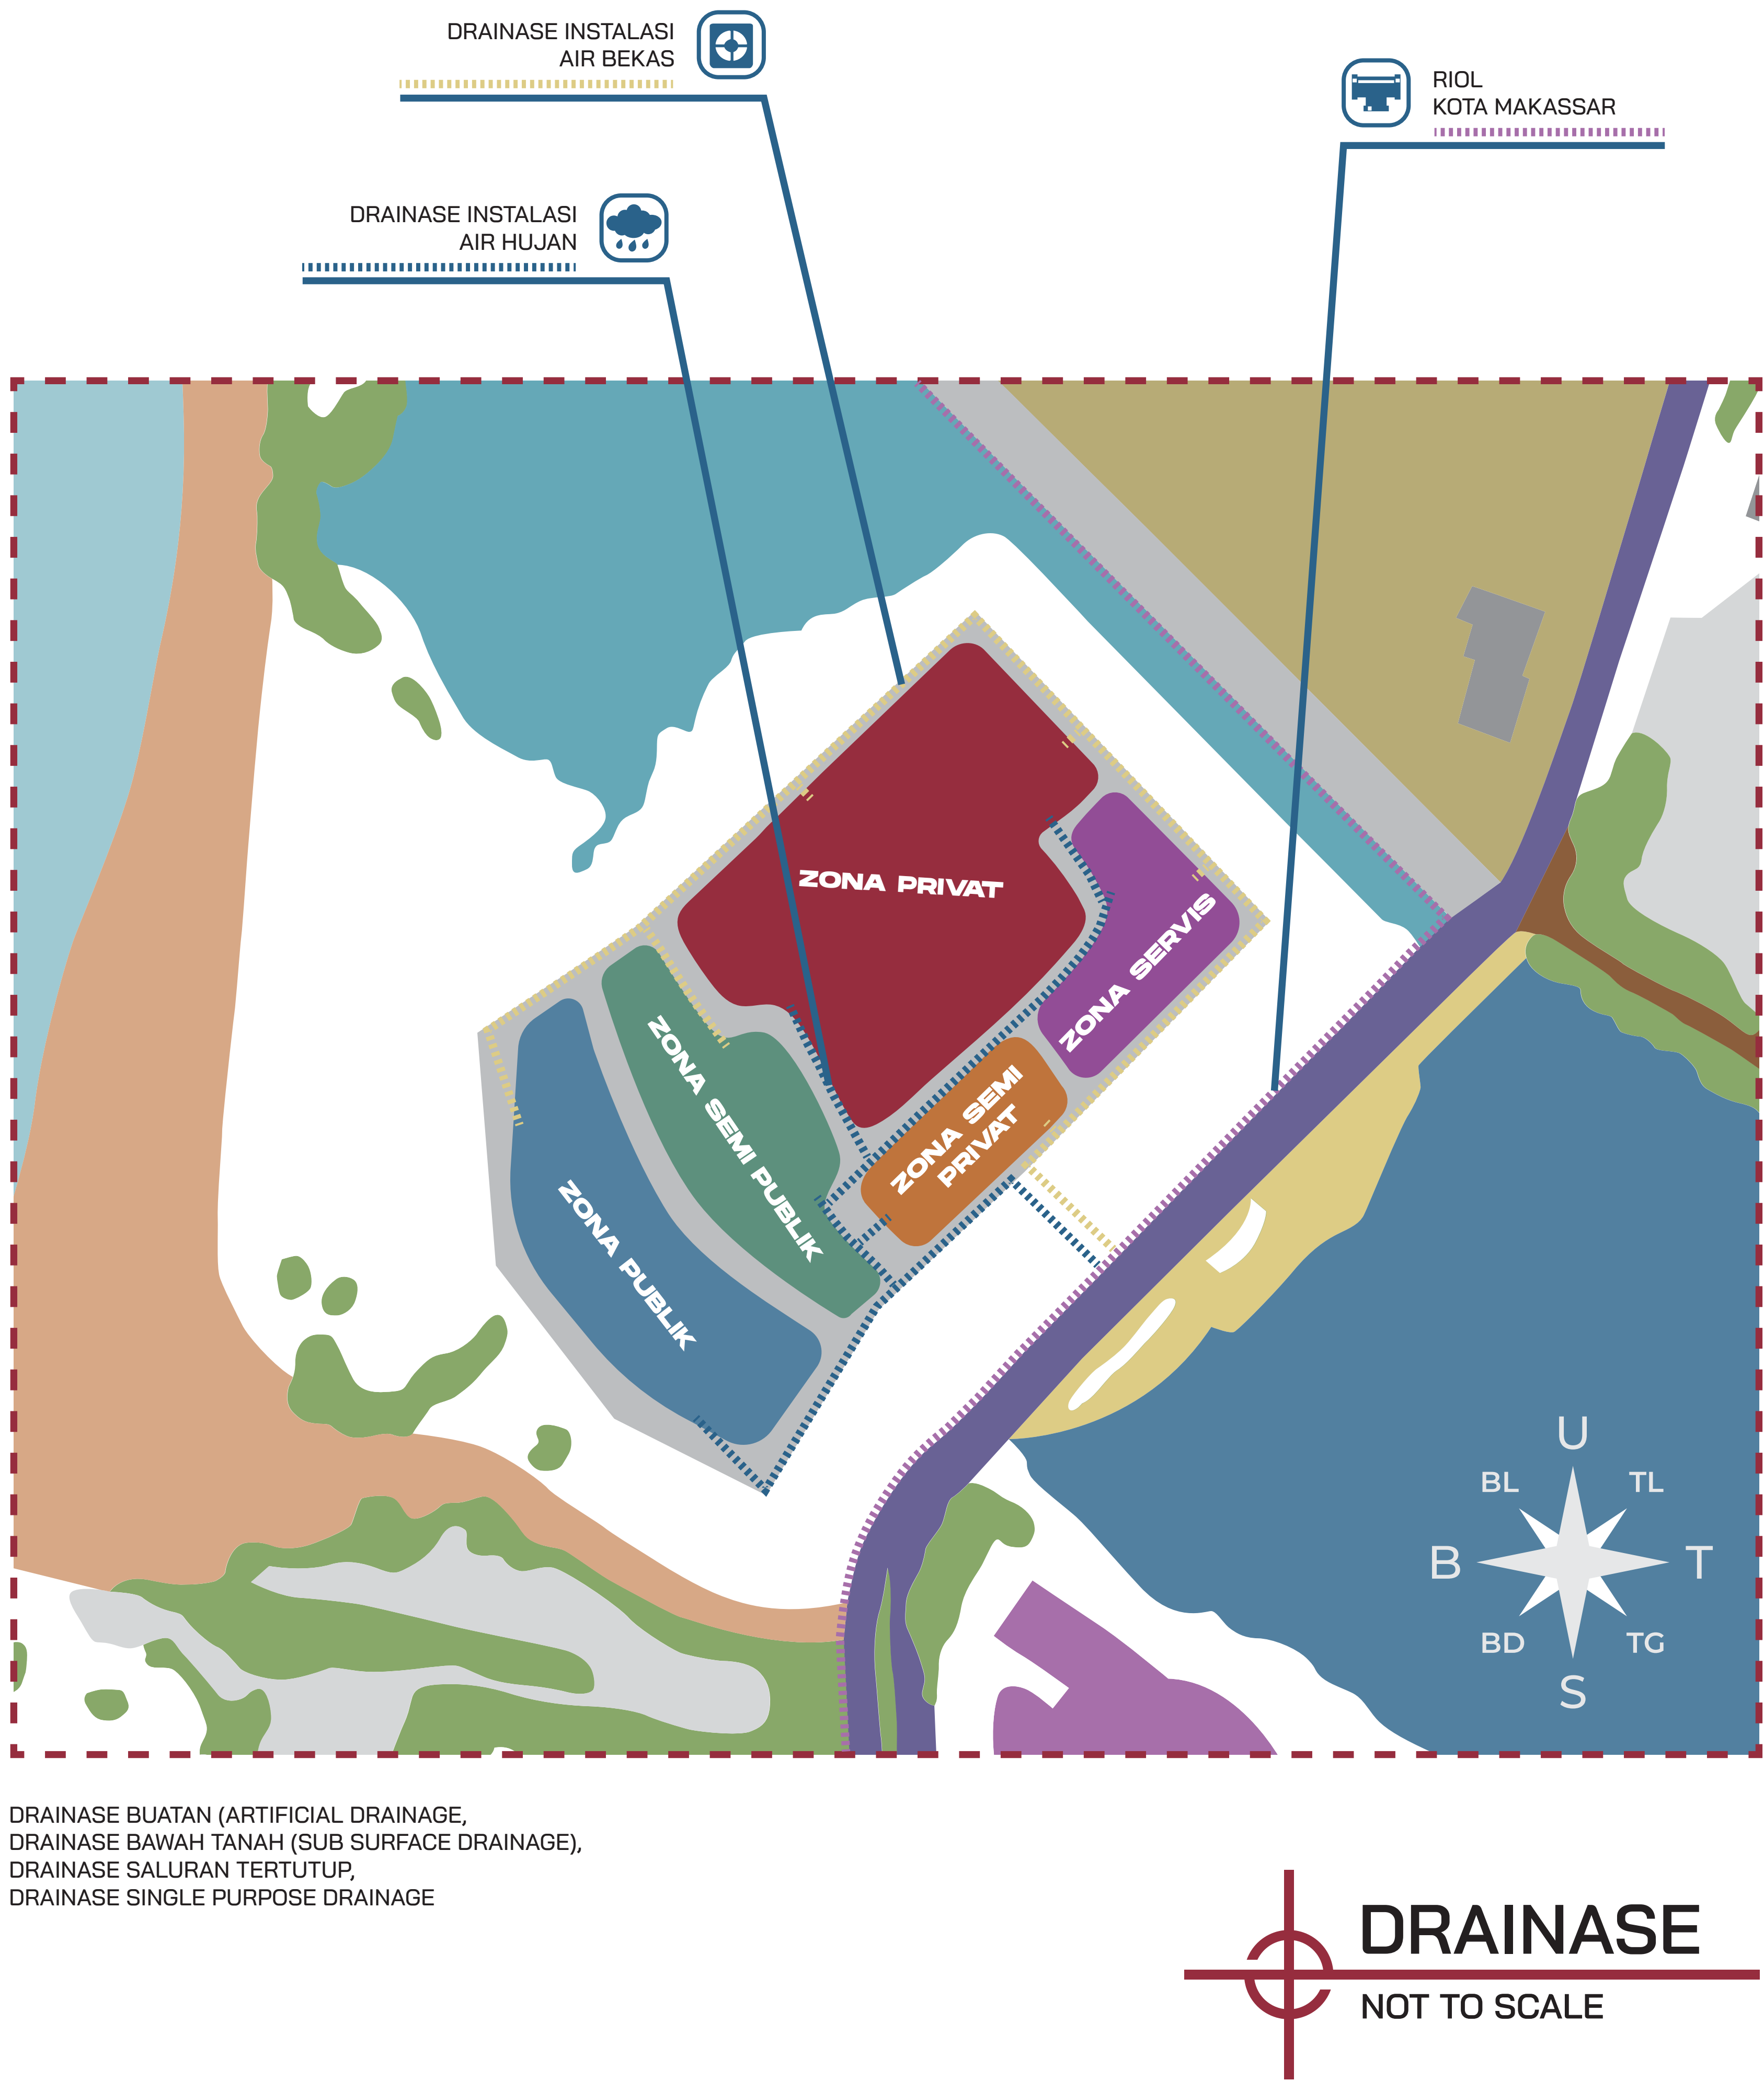 DRAINASE INSTALASI
AIR BEKAS
RIOL
KOTA MAKASSAR
DRAINASE INSTALASI
AIR HUJAN
ZONA PRIVAT
ZONA SERVIS
ZONA SEMI
PRIVAT
ZONA SEMI PUBLIK
ZONA PUBLIK
U
BL
TL
B
T
BD
TG
S
DRAINASE BUATAN (ARTIFICIAL DRAINAGE,
DRAINASE BAWAH TANAH (SUB SURFACE DRAINAGE),
DRAINASE SALURAN TERTUTUP,
DRAINASE SINGLE PURPOSE DRAINAGE
DRAINASE
NOT TO SCALE